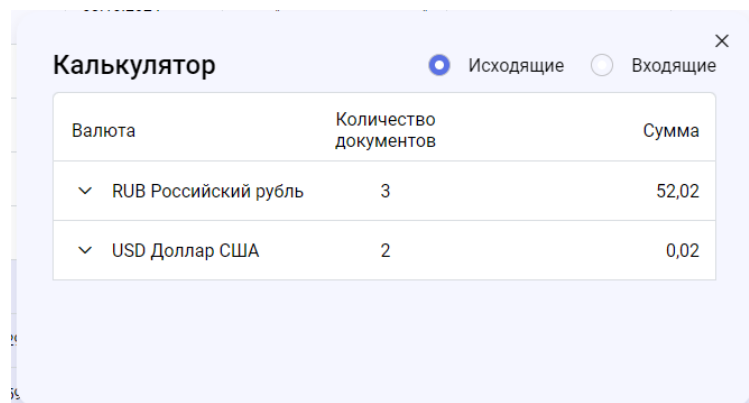 Калькулятор
Исходящие
Входящие
Валюта
Количество
документов
Сумма
RUB Российский рубль 3 52,02
USD Доллар США 2 0,02